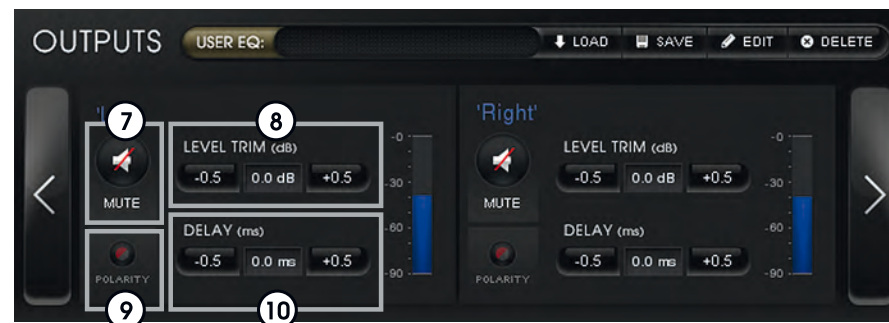 OUTPUTS USER EQ: LOAD SAVE EDIT DELETE
7 8 'Right'
LEVEL TRIM (dB) -0 LEVEL TRIM (dB) -0
-0.5 0.0 dB +0.5 -30 -0.5 0.0 dB +0.5 -30
MUTE MUTE
DELAY (ms) -60 DELAY (ms) -60
-0.5 0.0 ms +0.5 -0.5 0.0 ms +0.5
POLARITY -90 POLARITY -90
9 10